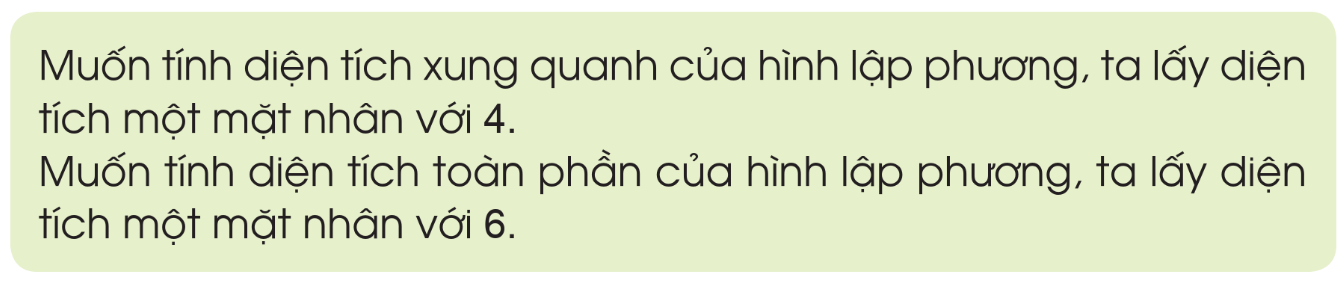 Muốn tính diện tích xung quanh của hình lập phương, ta lấy diện
tích một mặt nhân với 4.
Muốn tính diện tích toàn phần của hình lập phương, ta lấy diện
tích một mặt nhân với 6.